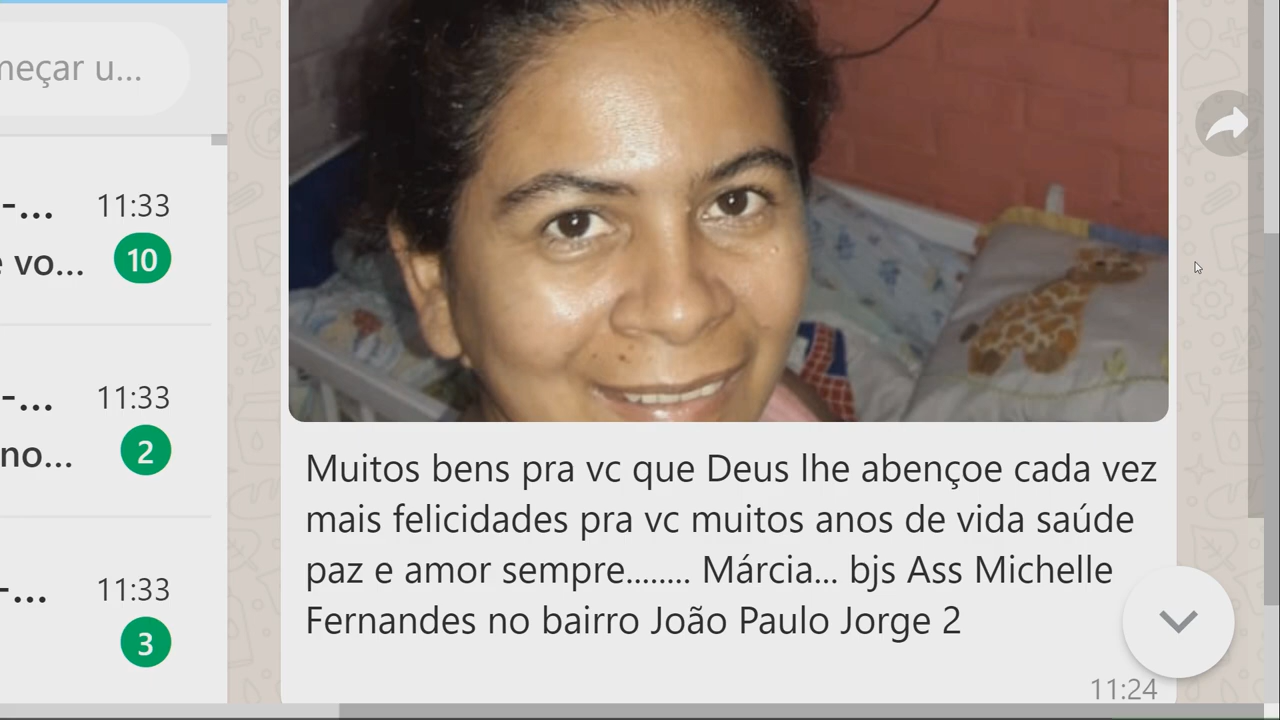 meçar u...
-... 11:33
vo... 10
-... 11:33
no... 2
-... 11:33
3
Muitos bens pra vc que Deus lhe abençoe cada vez
mais felicidades pra vc muitos anos de vida saúde
paz e amor sempre........ Márcia... bjs Ass Michelle
Fernandes no bairro João Paulo Jorge 2
11:24